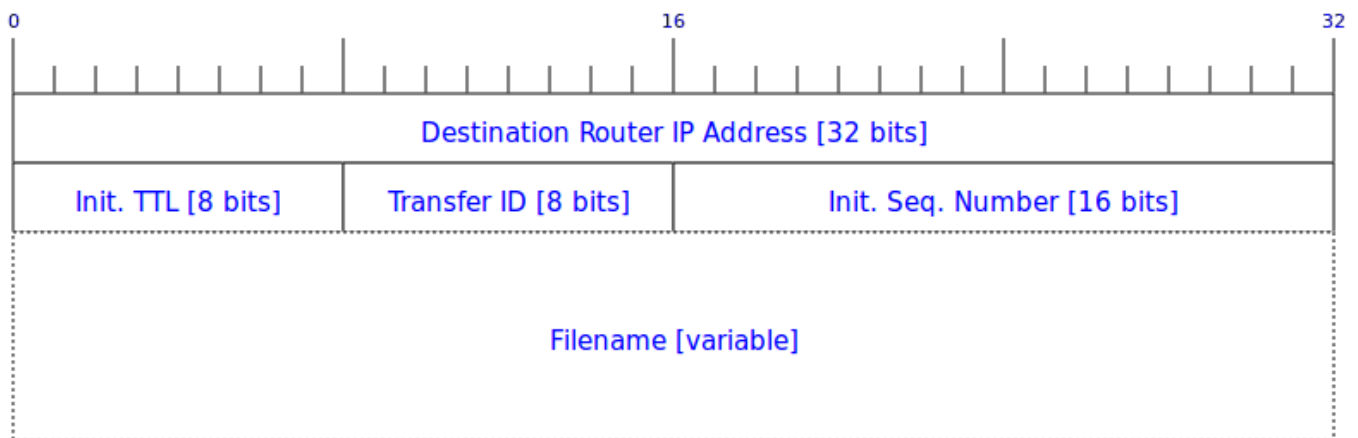 0 16 32
Destination Router IP Address [32 bits]
Init. TTL [8 bits] Transfer ID [8 bits] Init. Seq. Number [16 bits]
Filename [variable]